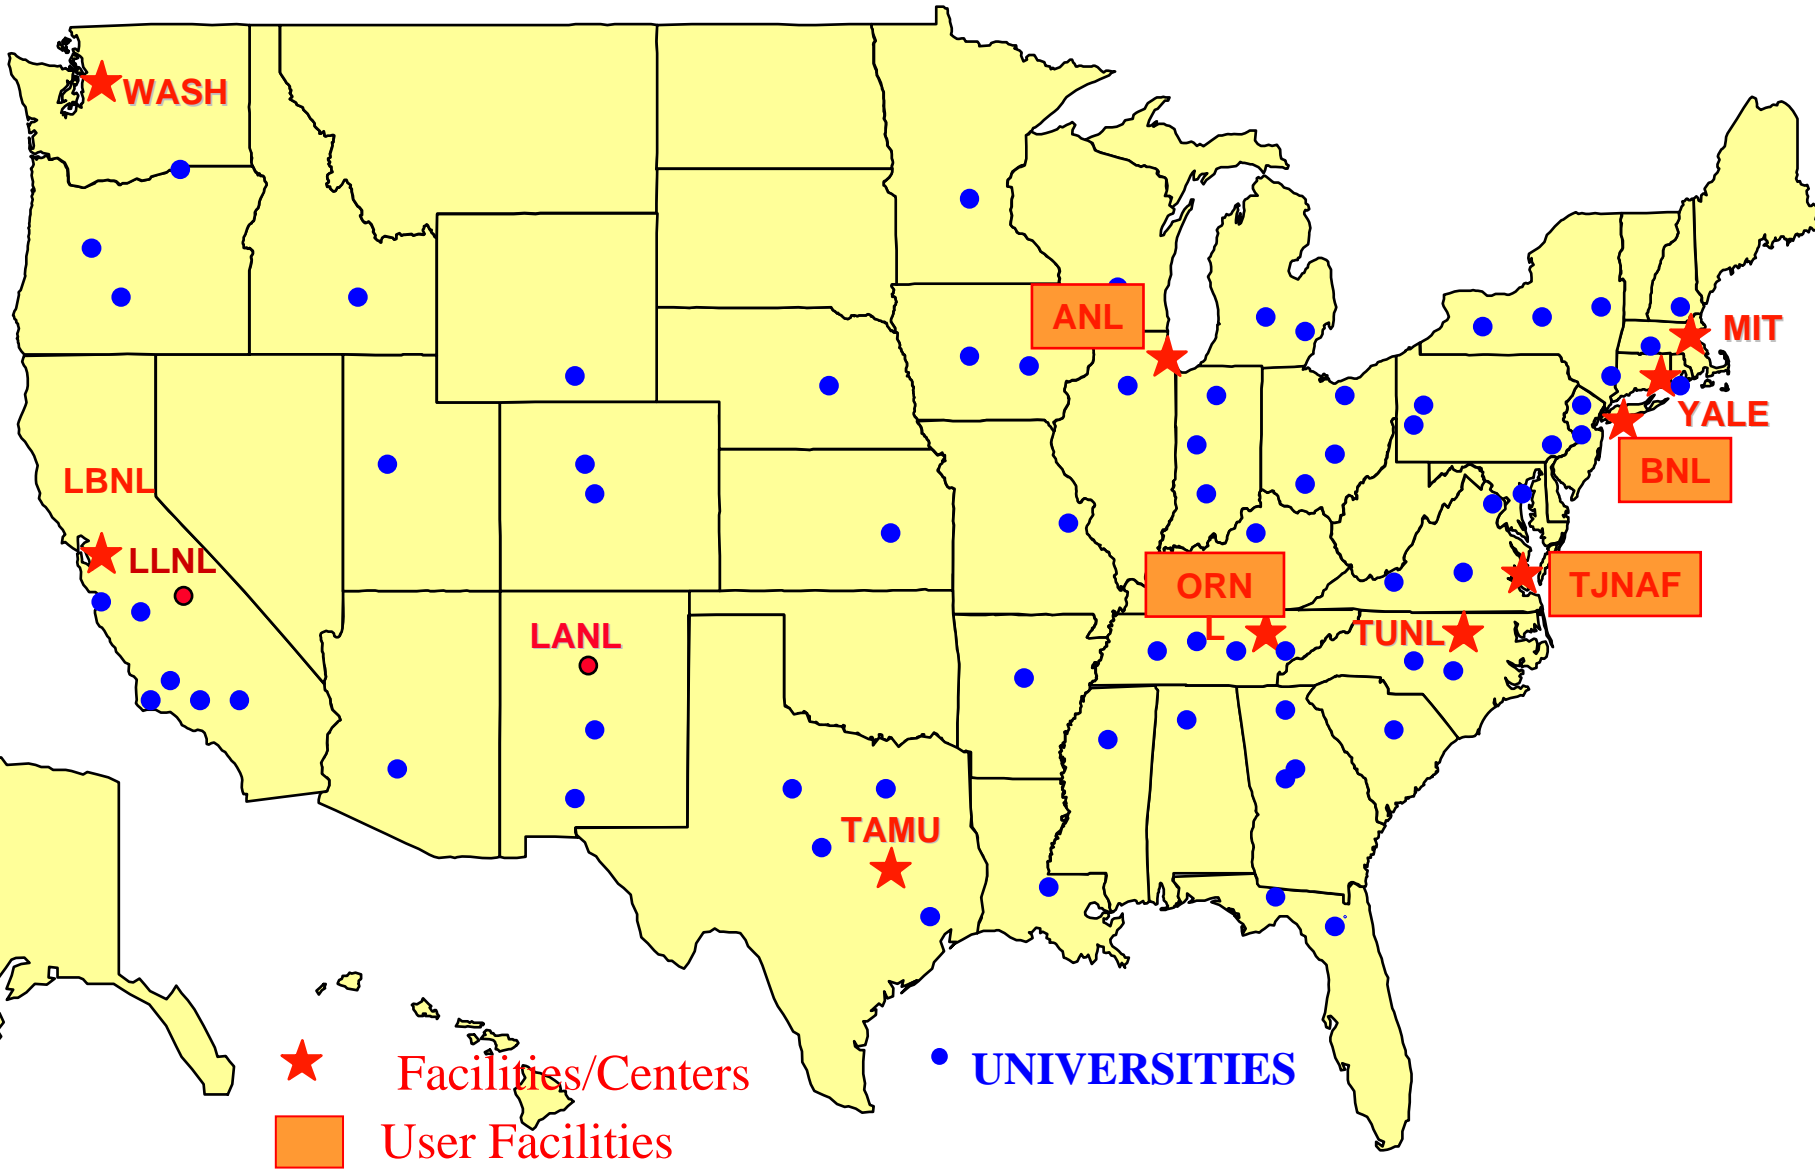 WASH
ANL
MIT
YALE
BNL
LBNL
LLNL
ORN
L
TJNAF
LANL
TUNL
TAMU
Facilities/Centers
UNIVERSITIES
User Facilities